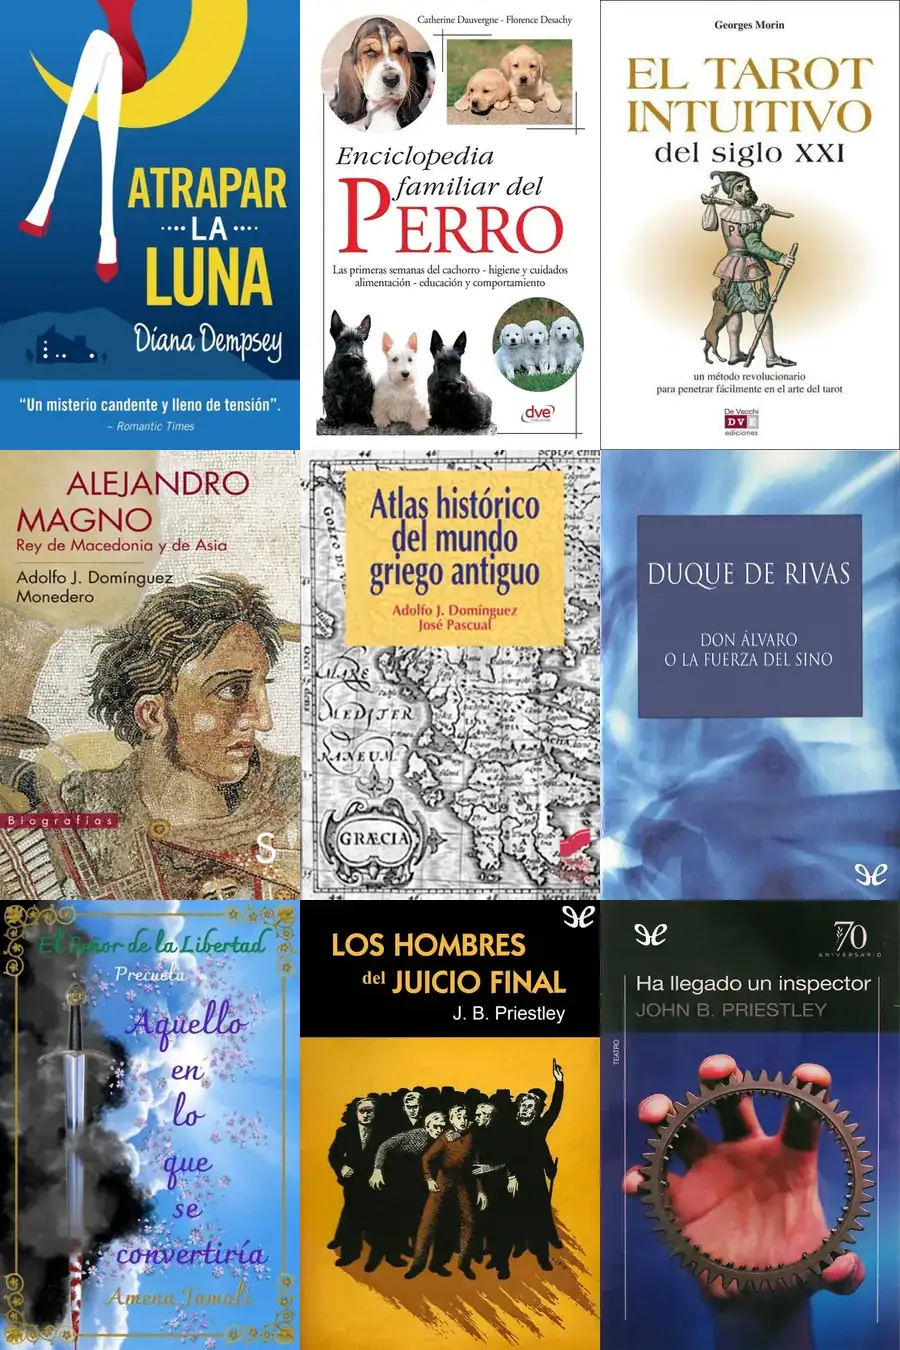 ATRAPAR
LA
LUNA
Diana Dempsey
“Un misterio candente y lleno de tensión”.
~ Romantic Times
Catherine Dauvergne - Florence Desachy
Enciclopedia
familiar del
PERRO
Las primeras semanas del cachorro - higiene y cuidados
alimentación - educación y comportamiento
dve
Georges Morin
EL TAROT
INTUITIVO
del siglo XXI
P
un método revolucionario
para penetrar fácilmente en el arte del tarot
De Vecchi
DVE
ediciones
ALEJANDRO
MAGNO
Rey de Macedonia y de Asia
Adolfo J. Domínguez
Monedero
Biografías
S
Atlas histórico
del mundo
griego antiguo
Adolfo J. Domínguez
José Pascual
MARE
MEDITER
RANEUM
GRÆCIA
DUQUE DE RIVAS
DON ÁLVARO
O LA FUERZA DEL SINO
El Señor de la Libertad
Precuela
Aquello
en
lo
que
se
convertiría
Amena Jamali
LOS HOMBRES
del JUICIO FINAL
J. B. Priestley
70
ANIVERSARIO
Ha llegado un inspector
JOHN B. PRIESTLEY
TEATRO